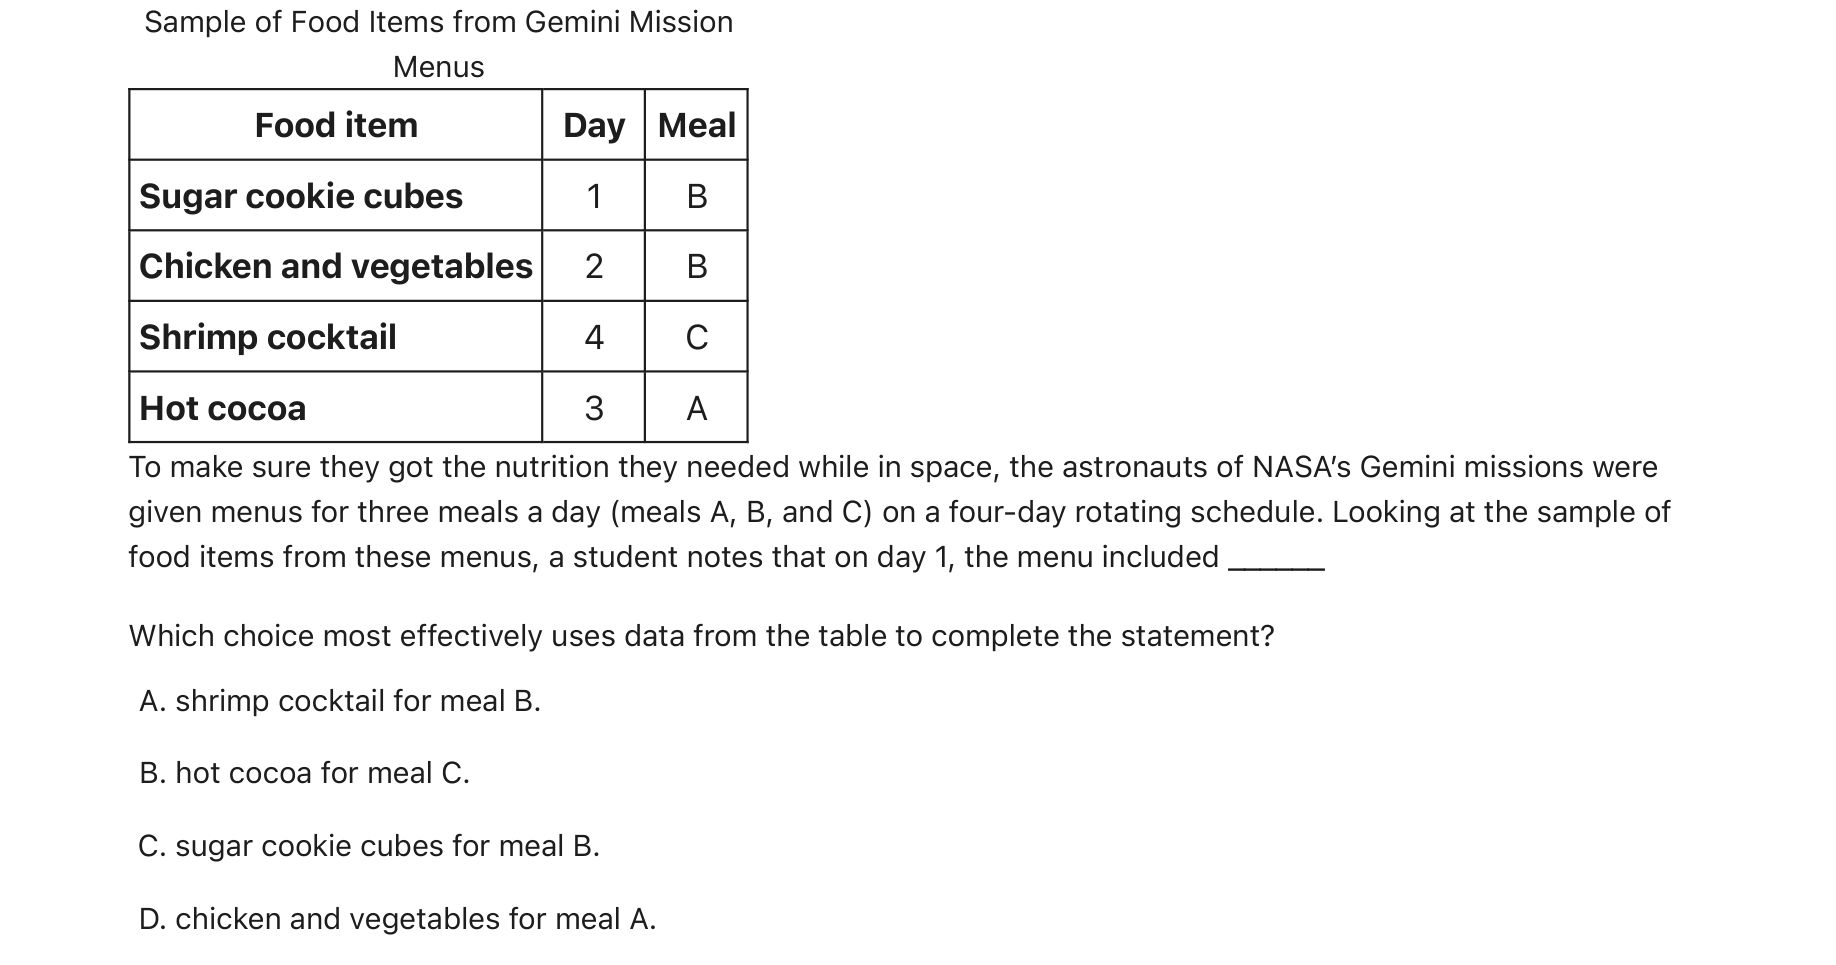 Sample of Food Items from Gemini Mission
Menus
Food item Day Meal
Sugar cookie cubes 1 B
Chicken and vegetables 2 B
Shrimp cocktail 4 C
Hot cocoa 3 A
To make sure they got the nutrition they needed while in space, the astronauts of NASA’s Gemini missions were
given menus for three meals a day (meals A, B, and C) on a four-day rotating schedule. Looking at the sample of
food items from these menus, a student notes that on day 1, the menu included ______
Which choice most effectively uses data from the table to complete the statement?
A. shrimp cocktail for meal B.
B. hot cocoa for meal C.
C. sugar cookie cubes for meal B.
D. chicken and vegetables for meal A.